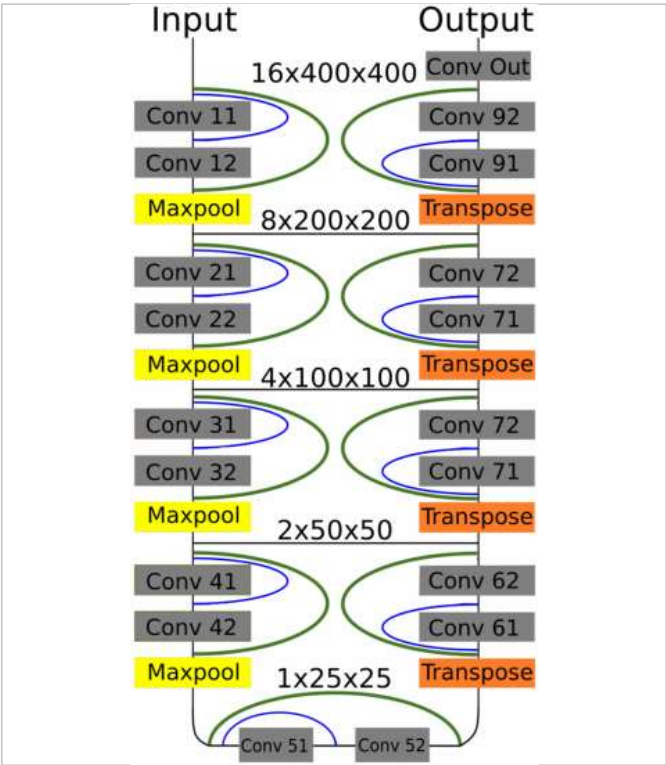 Input Output
16x400x400 Conv Out
Conv 11 Conv 92
Conv 12 Conv 91
Maxpool Transpose
8x200x200
Conv 21 Conv 72
Conv 22 Conv 71
Maxpool Transpose
4x100x100
Conv 31 Conv 72
Conv 32 Conv 71
Maxpool Transpose
2x50x50
Conv 41 Conv 62
Conv 42 Conv 61
Maxpool Transpose
1x25x25
Conv 51 Conv 52